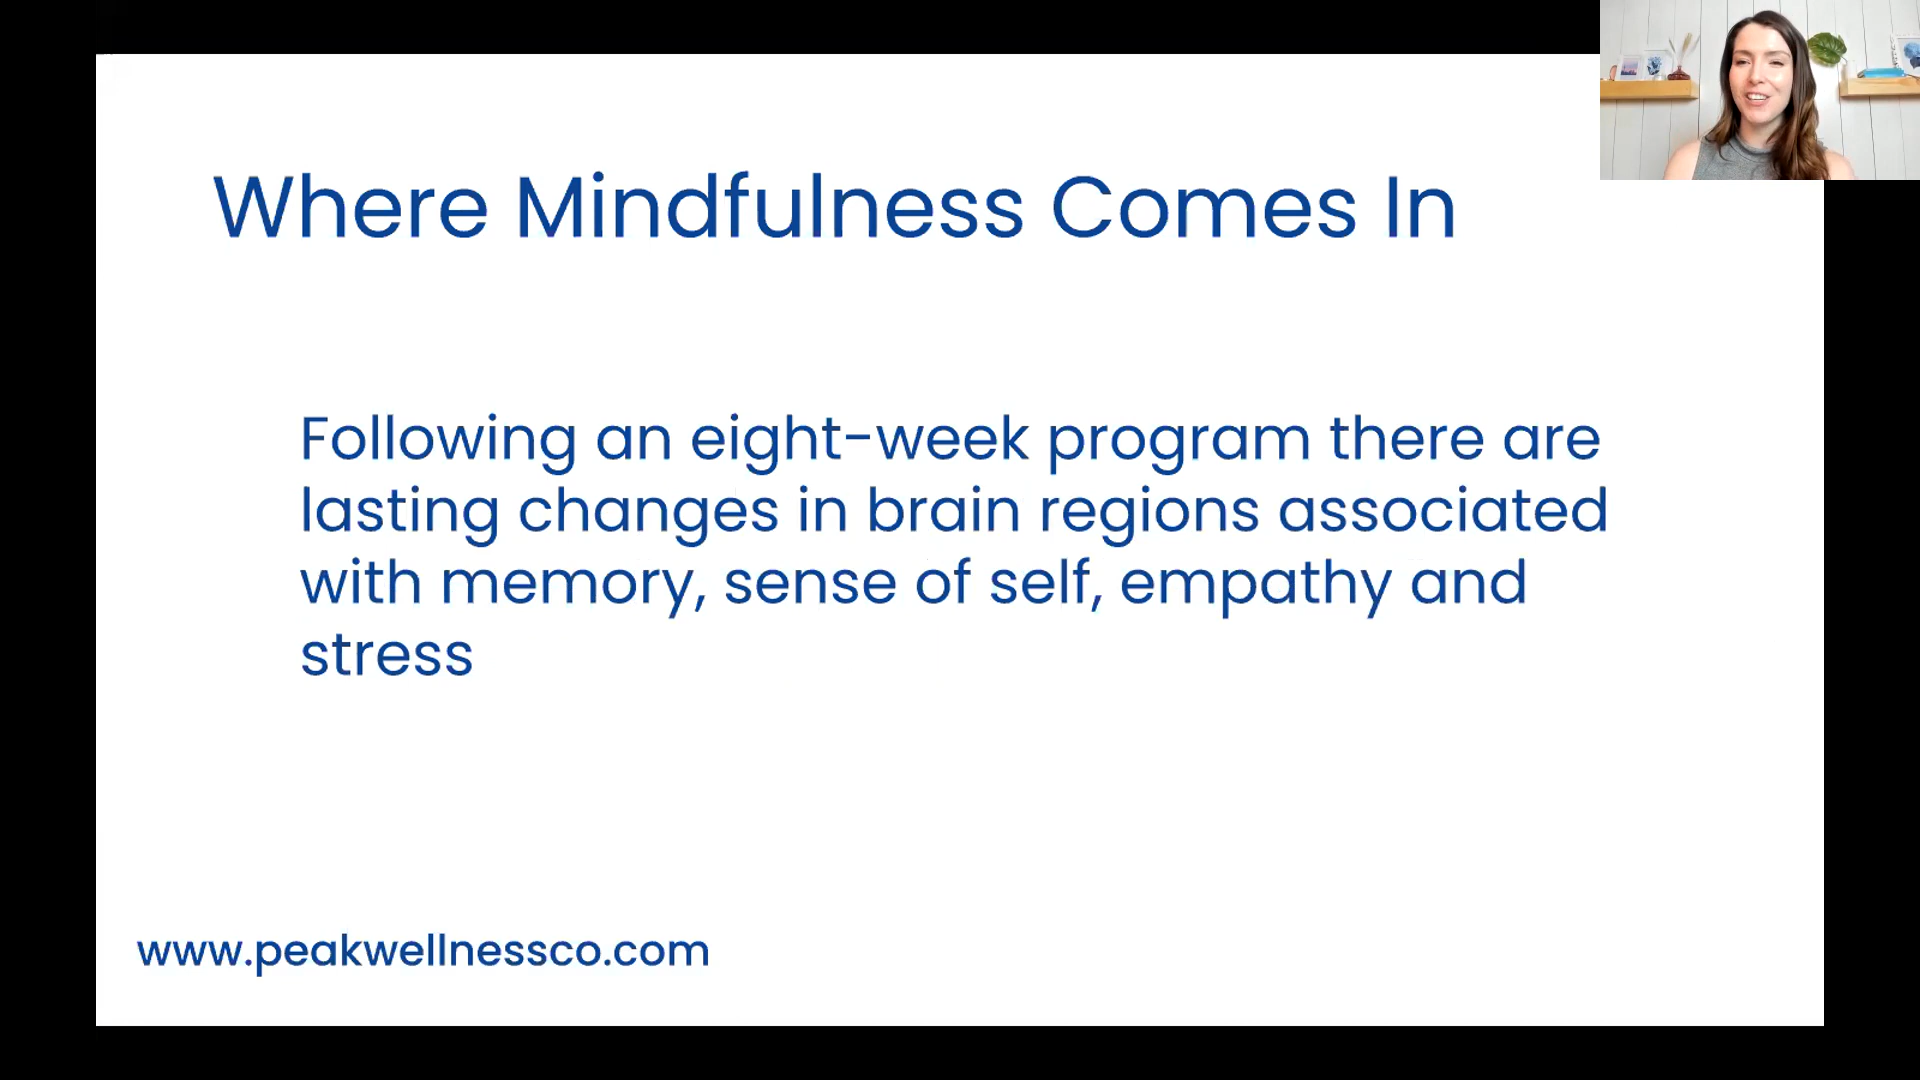 Where Mindfulness Comes In
Following an eight-week program there are
lasting changes in brain regions associated
with memory, sense of self, empathy and
stress
www.peakwellnessco.com